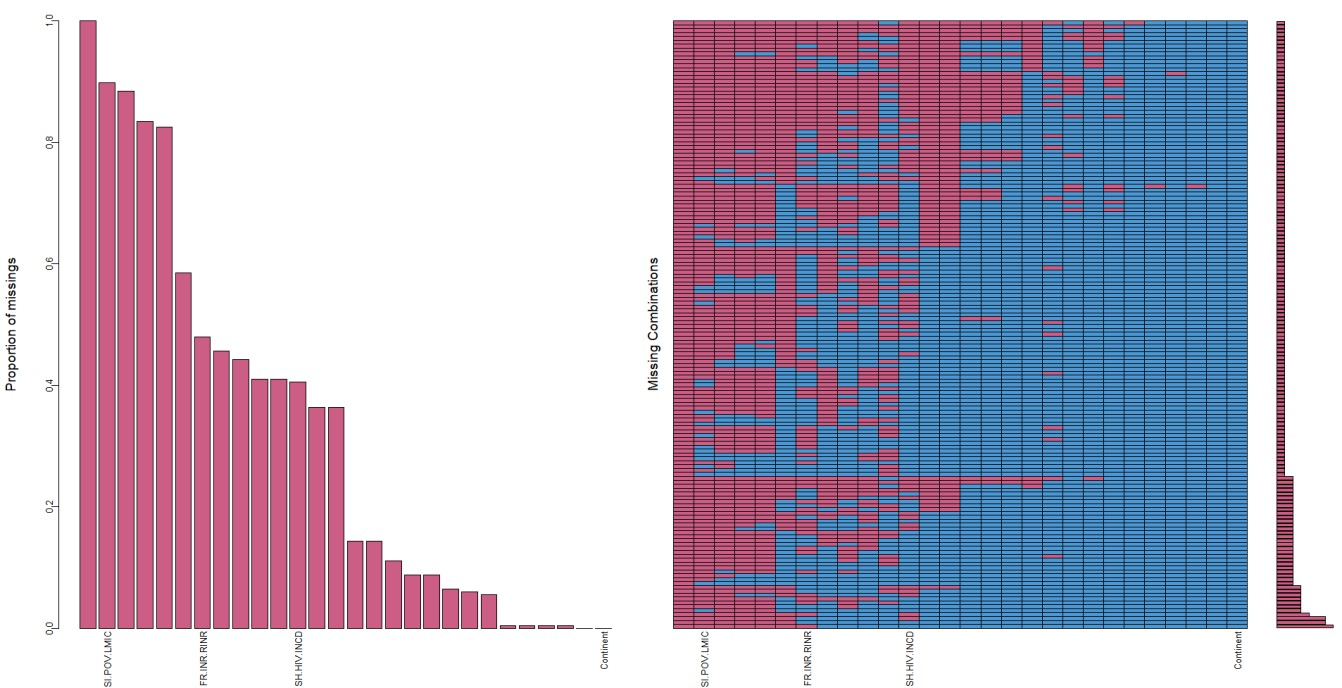 Proportion of missings
1,0
0,8
0,6
0,4
0,2
0,0
SI.POV.LMIC
FR.INR.RINR
SH.HIV.INCD
Continent
Missing Combinations
SI.POV.LMIC
FR.INR.RINR
SH.HIV.INCD
Continent